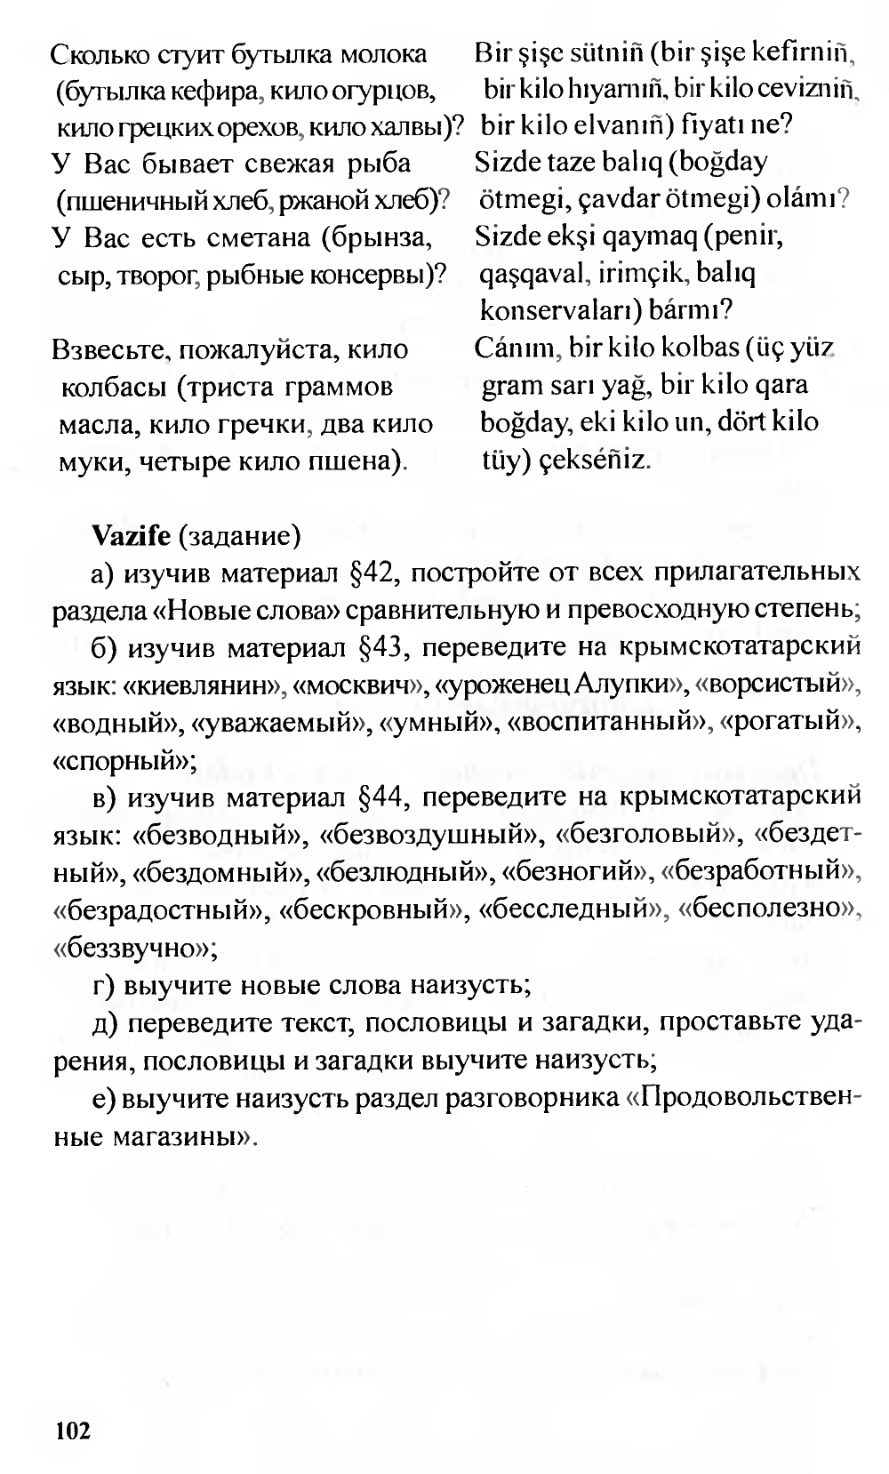 Сколько стуит бутылка молока
(бутылка кефира, кило огурцов,
кило грецких орехов, кило халвы)?
У Вас бывает свежая рыба
(пшеничный хлеб, ржаной хлеб)?
У Вас есть сметана (брынза,
сыр, творог, рыбные консервы)?
Взвесьте, пожалуйста, кило
колбасы (триста граммов
масла, кило гречки, два кило
муки, четыре кило пшена).
Bir şişe sütniñ (bir şişe kefirniñ,
bir kilo hıyarnıñ, bir kilo cevizniñ,
bir kilo elvanıñ) fiyatı ne?
Sizde taze balıq (boğday
ötmegi, çavdar ötmegi) olámı?
Sizde ekşi qaymaq (penir,
qaşqaval, irimçik, balıq
konservaları) bármı?
Cánım, bir kilo kolbas (üç yüz
gram sarı yağ, bir kilo qara
boğday, eki kilo un, dört kilo
tüy) çekséñiz.
Vazife (задание)
а) изучив материал §42, постройте от всех прилагательных
раздела «Новые слова» сравнительную и превосходную степень;
б) изучив материал §43, переведите на крымскотатарский
язык: «киевлянин», «москвич», «уроженец Алупки», «ворсистый»,
«водный», «уважаемый», «умный», «воспитанный», «рогатый»,
«спорный»;
в) изучив материал §44, переведите на крымскотатарский
язык: «безводный», «безвоздушный», «безголовый», «бездет-
ный», «бездомный», «безлюдный», «безногий», «безработный»,
«безрадостный», «бескровный», «бесследный», «бесполезно»,
«беззвучно»;
г) выучите новые слова наизусть;
д) переведите текст, пословицы и загадки, проставьте уда-
рения, пословицы и загадки выучите наизусть;
е) выучите наизусть раздел разговорника «Продовольствен-
ные магазины».
102